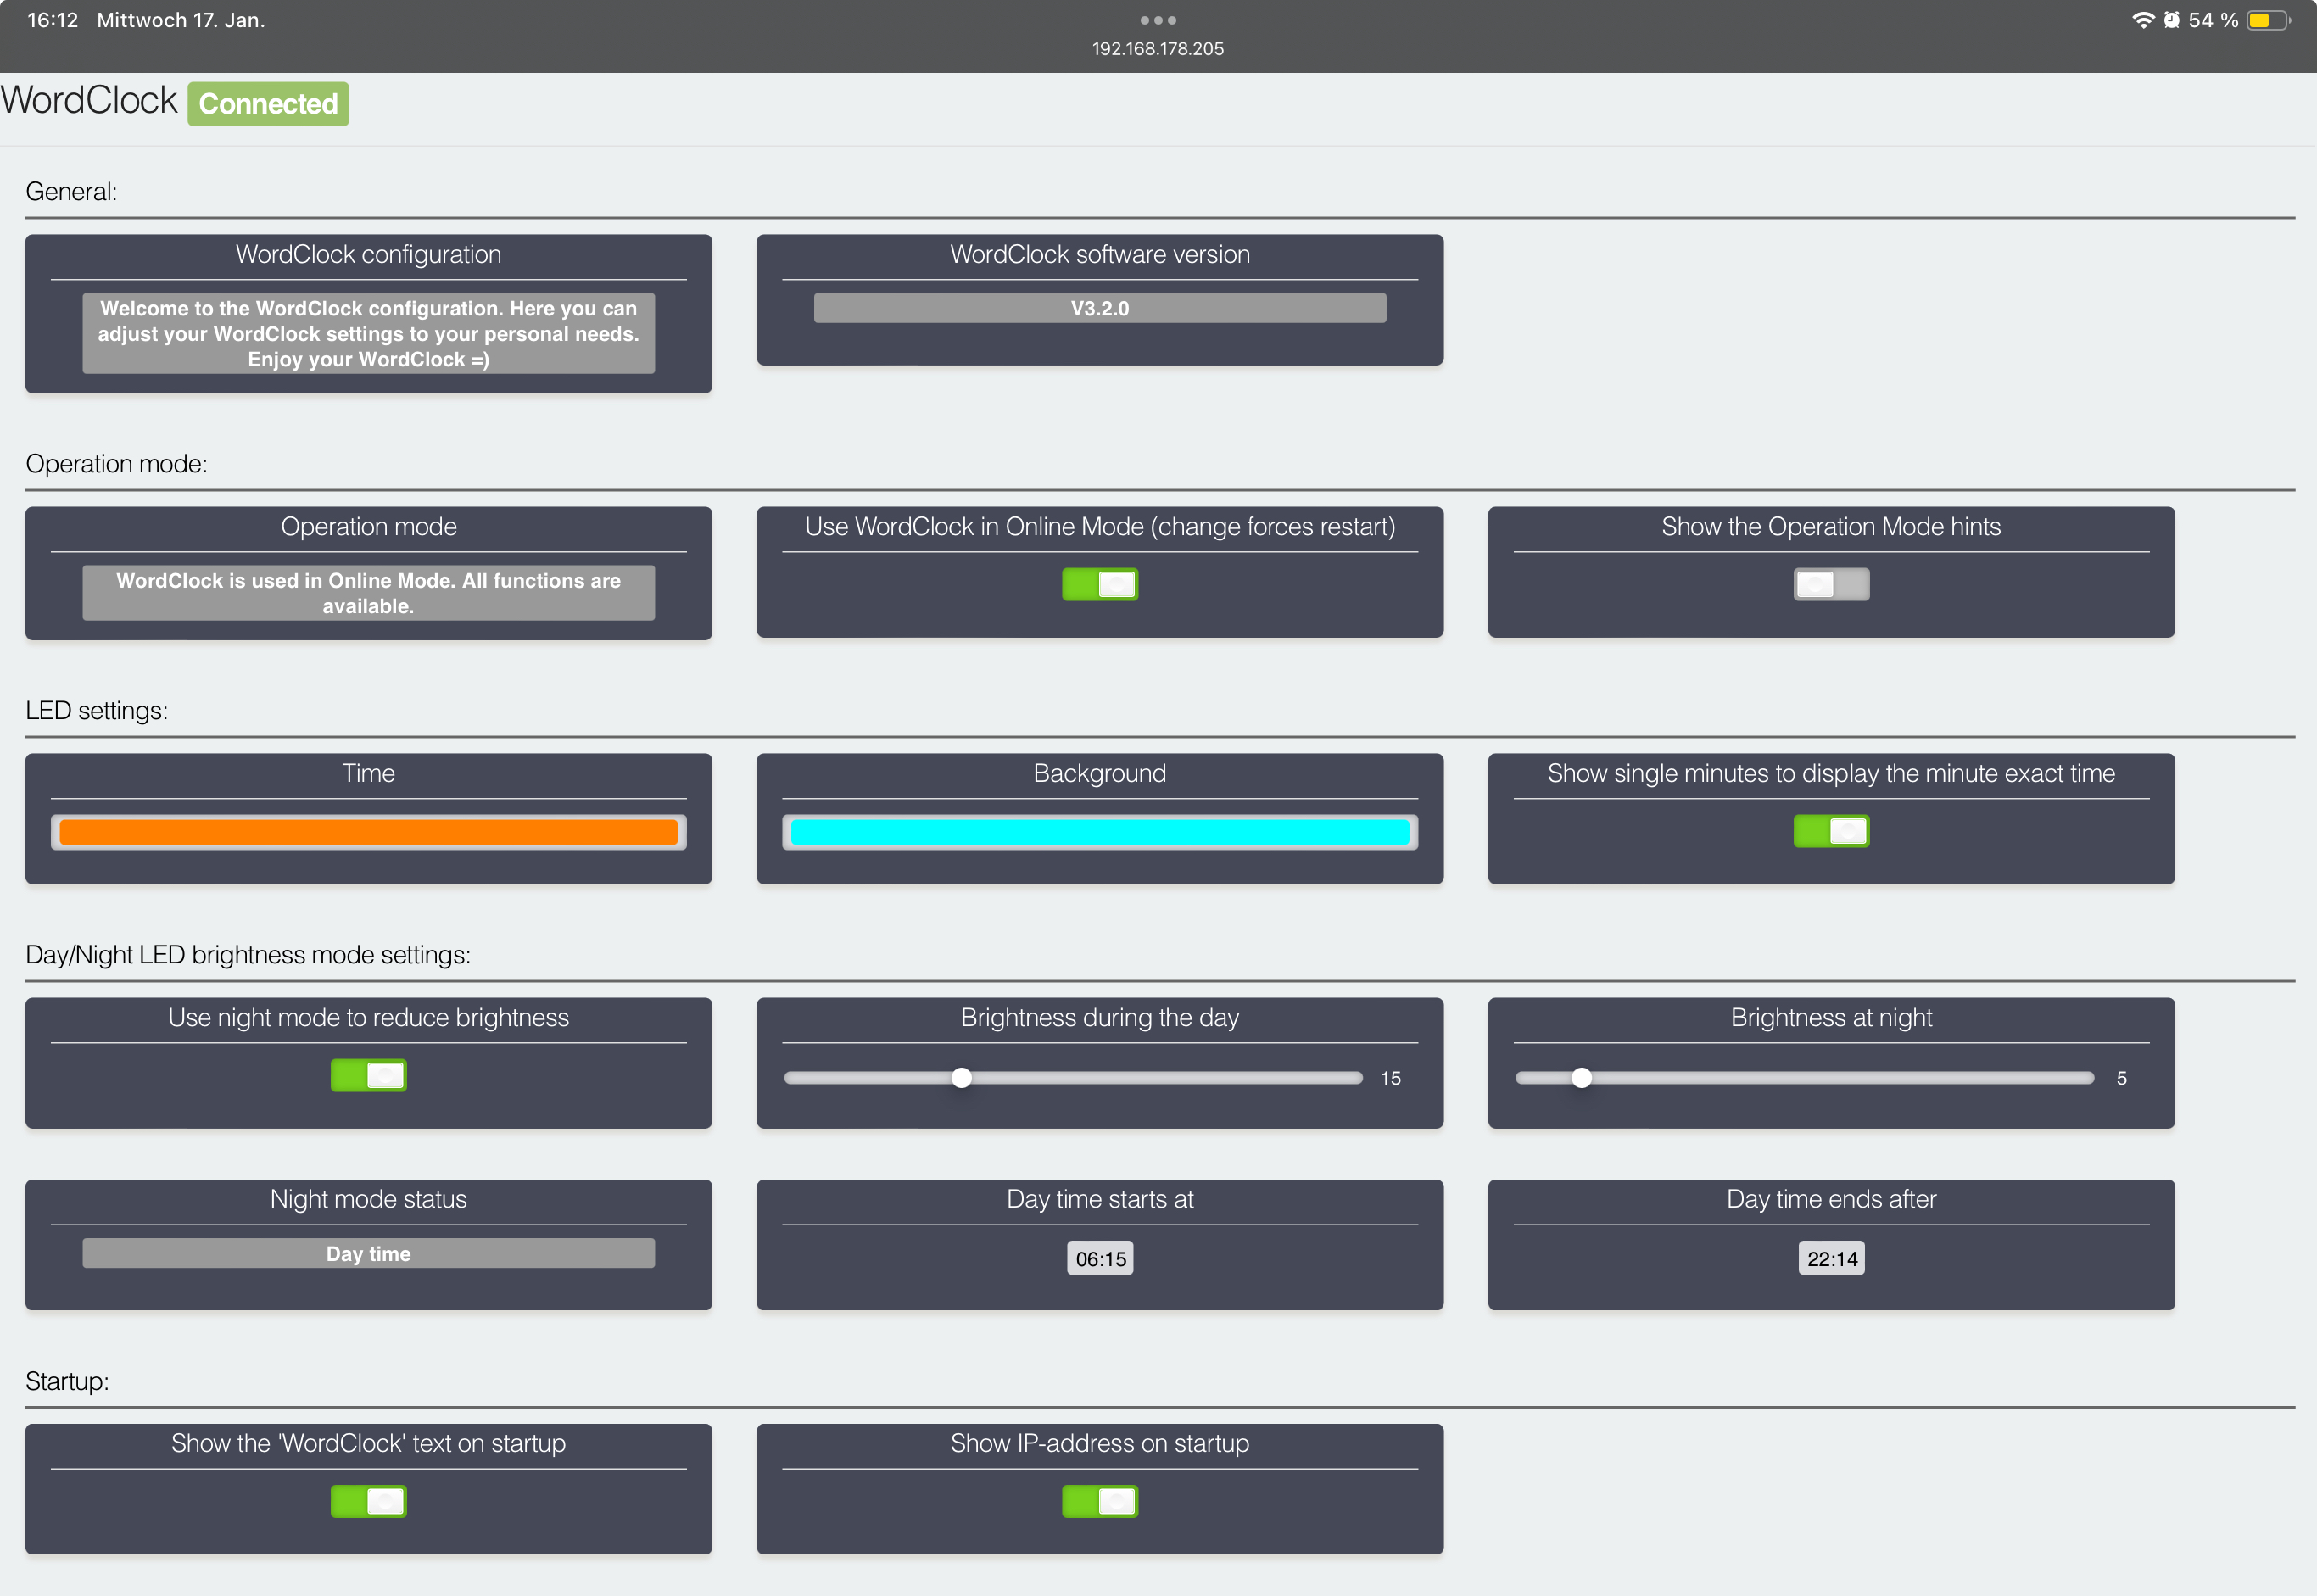 16:12 Mittwoch 17. Jan.
54 %
192.168.178.205
WordClock Connected
General:
WordClock configuration
Welcome to the WordClock configuration. Here you can
adjust your WordClock settings to your personal needs.
Enjoy your WordClock =)
WordClock software version
V3.2.0
Operation mode:
Operation mode
WordClock is used in Online Mode. All functions are
available.
Use WordClock in Online Mode (change forces restart)
Show the Operation Mode hints
LED settings:
Time
Background
Show single minutes to display the minute exact time
Day/Night LED brightness mode settings:
Use night mode to reduce brightness
Brightness during the day
15
Brightness at night
5
Night mode status
Day time
Day time starts at
06:15
Day time ends after
22:14
Startup:
Show the 'WordClock' text on startup
Show IP-address on startup